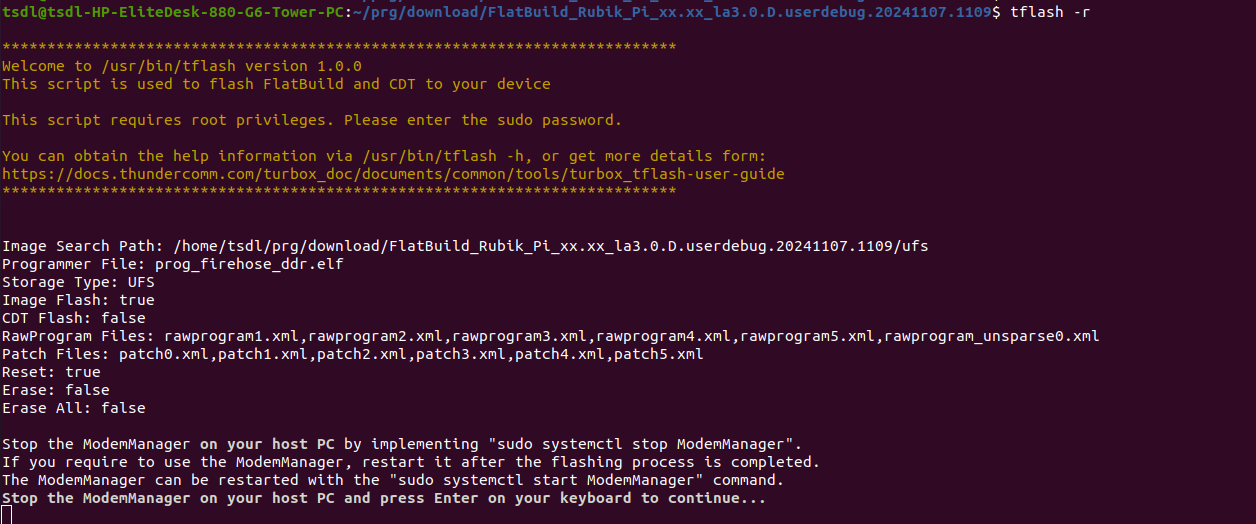 tsdl@tsdl-HP-EliteDesk-880-G6-Tower-PC:~/prg/download/FlatBuild_Rubik_Pi_xx.xx_la3.0.D.userdebug.20241107.1109$ tflash -r
***************************************************************************
Welcome to /usr/bin/tflash version 1.0.0
This script is used to flash FlatBuild and CDT to your device
This script requires root privileges. Please enter the sudo password.
You can obtain the help information via /usr/bin/tflash -h, or get more details form:
https://docs.thundercomm.com/turbox_doc/documents/common/tools/turbox_tflash-user-guide
***************************************************************************
Image Search Path: /home/tsdl/prg/download/FlatBuild_Rubik_Pi_xx.xx_la3.0.D.userdebug.20241107.1109/ufs
Programmer File: prog_firehose_ddr.elf
Storage Type: UFS
Image Flash: true
CDT Flash: false
RawProgram Files: rawprogram1.xml,rawprogram2.xml,rawprogram3.xml,rawprogram4.xml,rawprogram5.xml,rawprogram_unsparse0.xml
Patch Files: patch0.xml,patch1.xml,patch2.xml,patch3.xml,patch4.xml,patch5.xml
Reset: true
Erase: false
Erase All: false
Stop the ModemManager on your host PC by implementing "sudo systemctl stop ModemManager".
If you require to use the ModemManager, restart it after the flashing process is completed.
The ModemManager can be restarted with the "sudo systemctl start ModemManager" command.
Stop the ModemManager on your host PC and press Enter on your keyboard to continue...